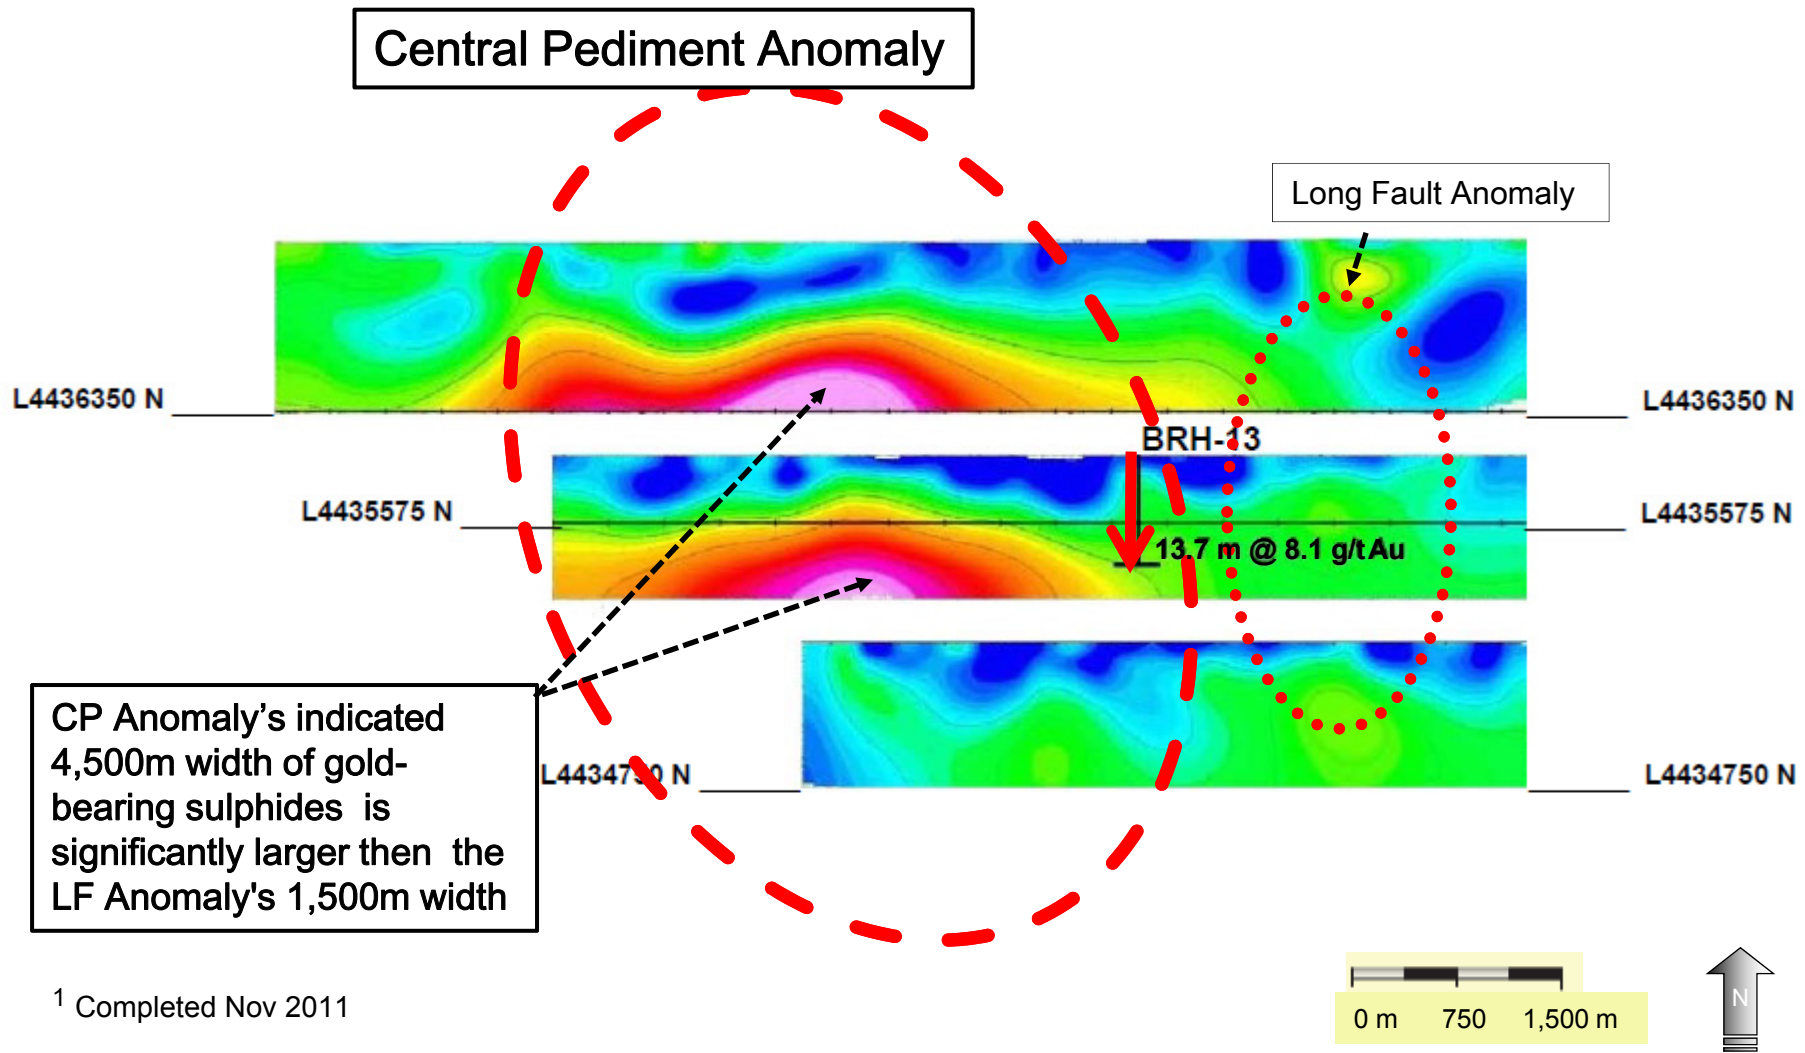 Central Pediment Anomaly
Long Fault Anomaly
L4436350 N
L4436350 N
BRH-13
L4435575 N
L4435575 N
13.7 m @ 8.1 g/t Au
CP Anomaly's indicated
4,500m width of gold-
bearing sulphides is
significantly larger then the
LF Anomaly's 1,500m width
L4434750 N
L4434750 N
1 Completed Nov 2011
0 m 750 1,500 m
N